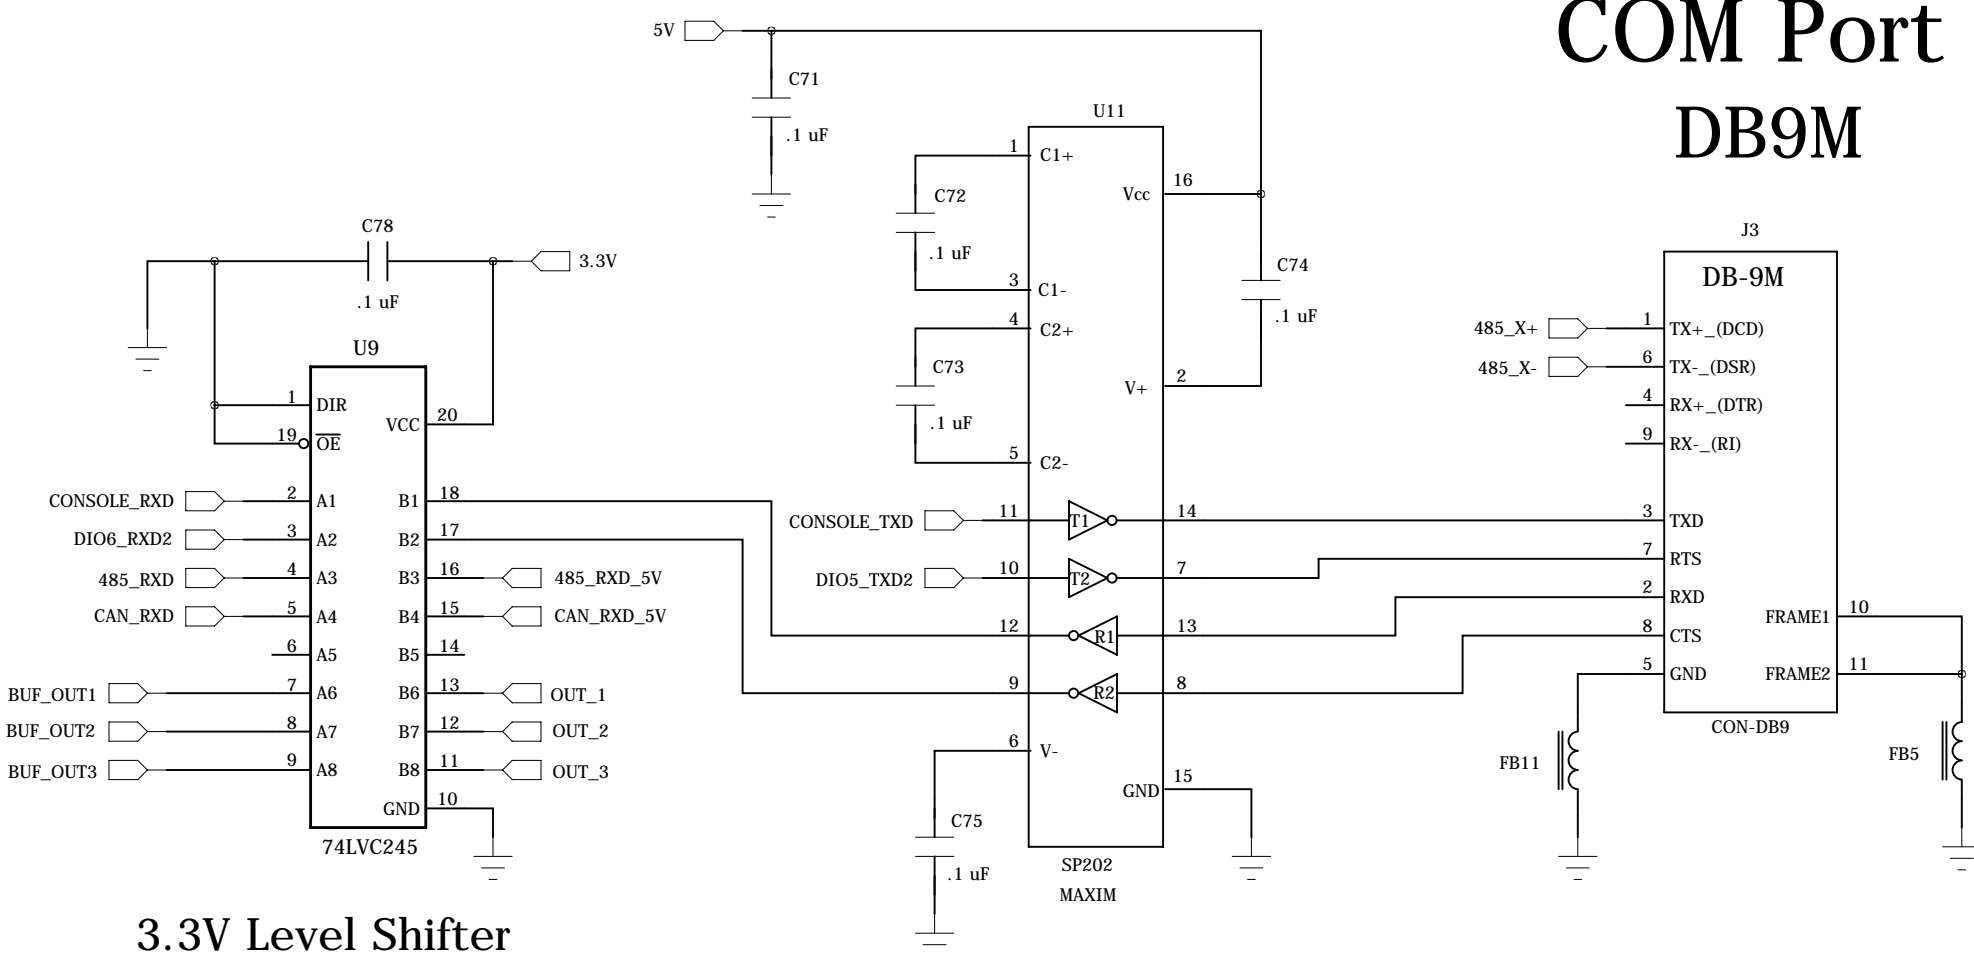 COM Port
DB9M
5V
C71
.1 uF
U11
1 C1+
C72
.1 uF
3 C1-
4 C2+
C73
.1 uF
5 C2-
Vcc 16
C74
.1 uF
V+ 2
CONSOLE_TXD 11 T1 14
DIO5_TXD2 10 T2 7
12 R1 13
9 R2 8
6 V-
C75
.1 uF
GND 15
SP202
MAXIM
C78
.1 uF
3.3V
U9
1 DIR
19 OE
VCC 20
CONSOLE_RXD 2 A1 B1 18
DIO6_RXD2 3 A2 B2 17
485_RXD 4 A3 B3 16 485_RXD_5V
CAN_RXD 5 A4 B4 15 CAN_RXD_5V
6 A5 B5 14
BUF_OUT1 7 A6 B6 13 OUT_1
BUF_OUT2 8 A7 B7 12 OUT_2
BUF_OUT3 9 A8 B8 11 OUT_3
GND 10
74LVC245
3.3V Level Shifter
J3
DB-9M
485_X+ 1 TX+_(DCD)
485_X- 6 TX-_(DSR)
4 RX+_(DTR)
9 RX-_(RI)
3 TXD
7 RTS
2 RXD
8 CTS
5 GND
FRAME1 10
FRAME2 11
CON-DB9
FB11
FB5